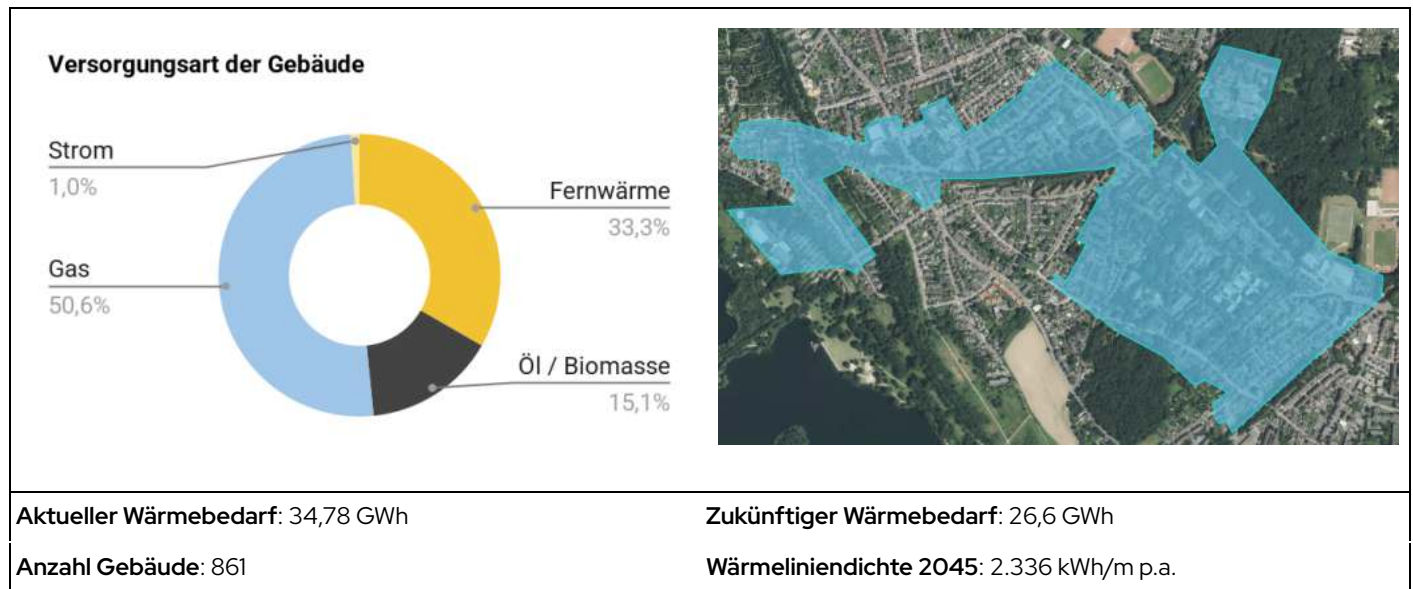 Versorgungsart der Gebäude
Strom
1,0%
Fernwärme
33,3%
Gas
50,6%
Öl / Biomasse
15,1%
Aktueller Wärmebedarf: 34,78 GWh
Zukünftiger Wärmebedarf: 26,6 GWh
Anzahl Gebäude: 861
Wärmeliniendichte 2045: 2.336 kWh/m p.a.